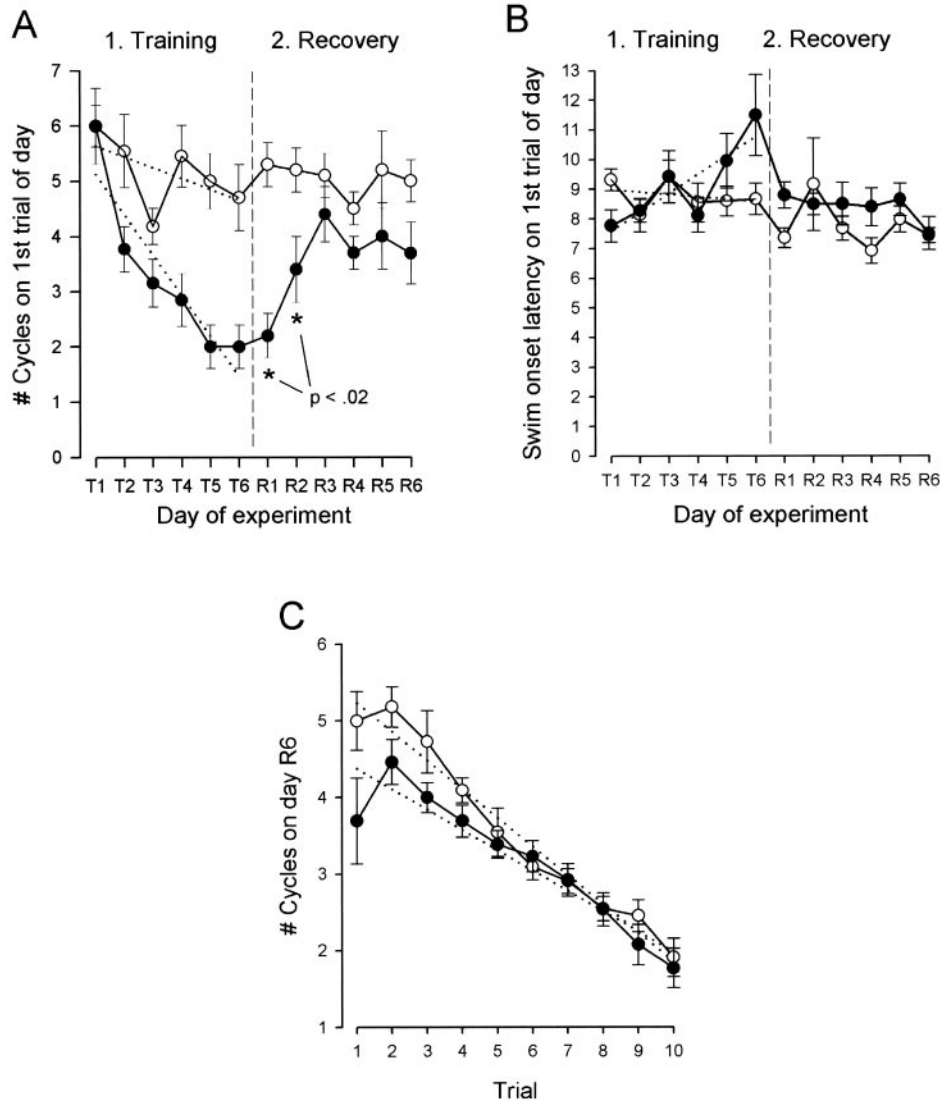 A
1. Training 2. Recovery
# Cycles on 1st trial of day
7
6
5
4
3
2
1
0
*
*
p < .02
T1 T2 T3 T4 T5 T6 R1 R2 R3 R4 R5 R6
Day of experiment
B
1. Training 2. Recovery
Swim onset latency on 1st trial of day
13
12
11
10
9
8
7
6
5
4
3
2
1
0
T1 T2 T3 T4 T5 T6 R1 R2 R3 R4 R5 R6
Day of experiment
C
# Cycles on day R6
6
5
4
3
2
1
1 2 3 4 5 6 7 8 9 10
Trial